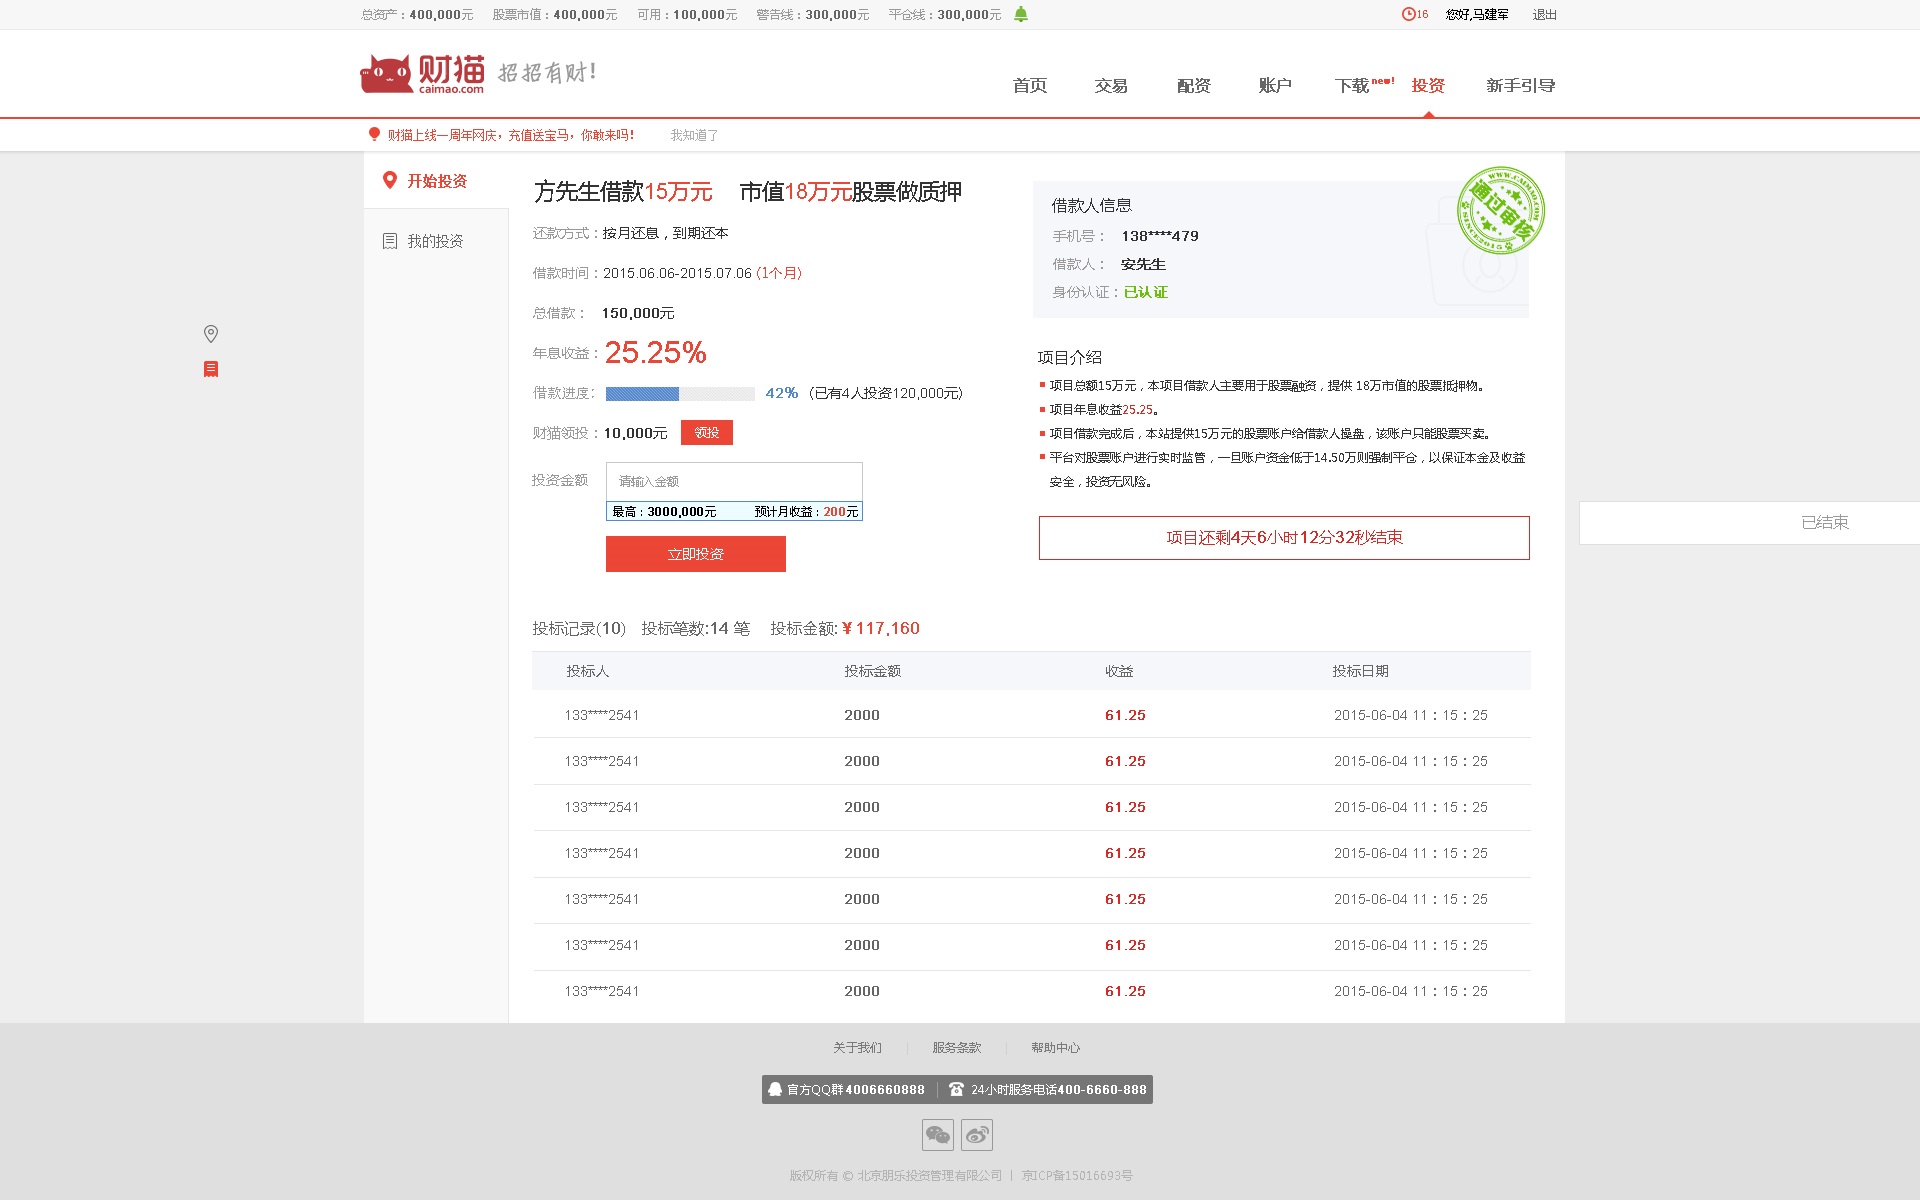 总资产：400,000元 股票市值：400,000元 可用：100,000元 警告线：300,000元 平仓线：300,000元 16 您好,马建军 退出
财猫 caimao.com 招招有财!
首页 交易 配资 账户 下载 new! 投资 新手引导
财猫上线一周年网庆，充值送宝马，你敢来吗! 我知道了
开始投资
我的投资
方先生借款15万元 市值18万元股票做质押
还款方式：按月还息，到期还本
借款时间：2015.06.06-2015.07.06 (1个月)
总借款： 150,000元
年息收益：25.25%
借款进度： 42% (已有4人投资120,000元)
财猫领投：10,000元 领投
投资金额 请输入金额
最高：3000,000元 预计月收益：200元
立即投资
借款人信息
手机号： 138****479
借款人： 安先生
身份认证：已认证
通过审核
SINCE2015
项目介绍
项目总额15万元，本项目借款人主要用于股票融资，提供 18万市值的股票抵押物。
项目年息收益25.25。
项目借款完成后，本站提供15万元的股票账户给借款人操盘，该账户只能股票买卖。
平台对股票账户进行实时监管，一旦账户资金低于14.50万则强制平仓，以保证本金及收益
安全，投资无风险。
项目还剩4天6小时12分32秒结束
已结束
投标记录(10) 投标笔数:14 笔 投标金额: ¥ 117,160
投标人 投标金额 收益 投标日期
133****2541 2000 61.25 2015-06-04 11：15：25
133****2541 2000 61.25 2015-06-04 11：15：25
133****2541 2000 61.25 2015-06-04 11：15：25
133****2541 2000 61.25 2015-06-04 11：15：25
133****2541 2000 61.25 2015-06-04 11：15：25
133****2541 2000 61.25 2015-06-04 11：15：25
133****2541 2000 61.25 2015-06-04 11：15：25
关于我们 服务条款 帮助中心
官方QQ群4006660888 24小时服务电话400-6660-888
版权所有 © 北京朋乐投资管理有限公司 | 京ICP备15016693号